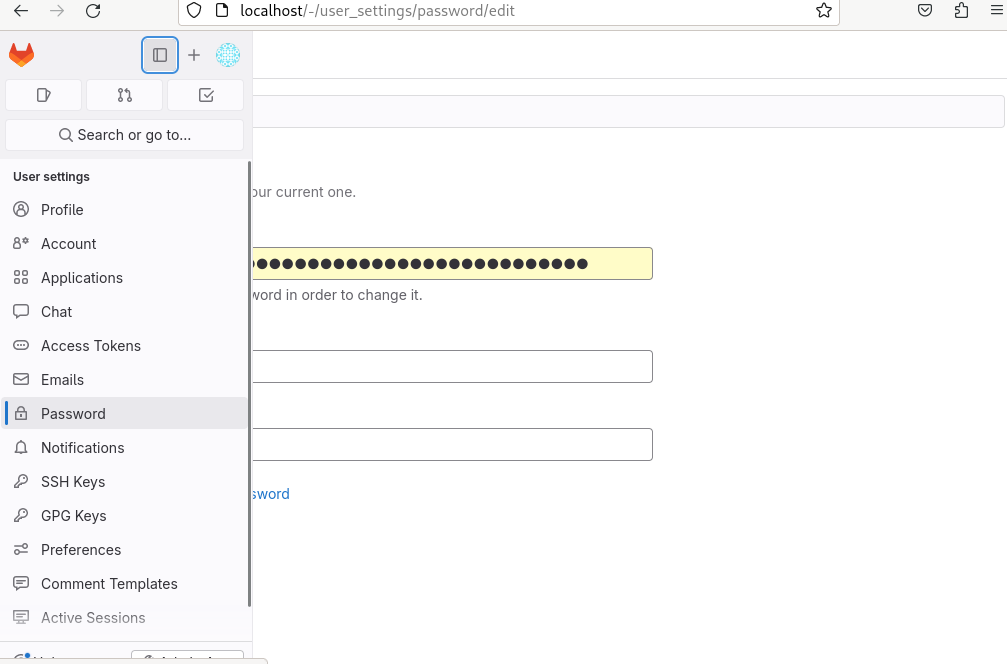 localhost/-/user_settings/password/edit
Search or go to...
User settings
Profile
our current one.
Account
Applications
word in order to change it.
Chat
Access Tokens
Emails
Password
Notifications
SSH Keys
sword
GPG Keys
Preferences
Comment Templates
Active Sessions